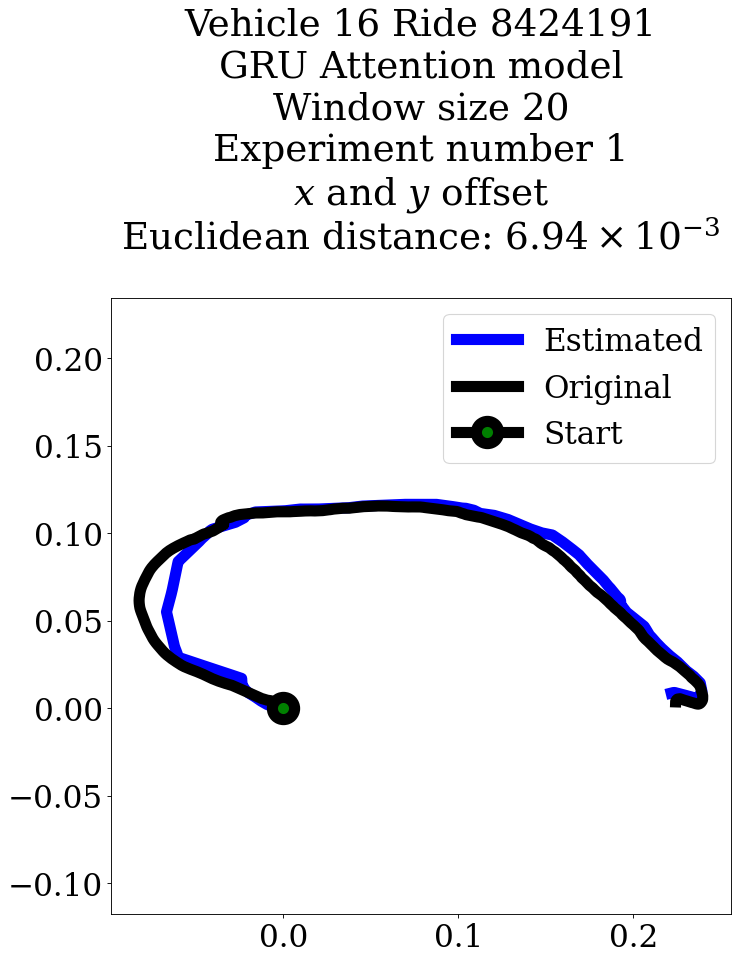 Vehicle 16 Ride 8424191
GRU Attention model
Window size 20
Experiment number 1
x and y offset
Euclidean distance: 6.94 × 10⁻³
Estimated
Original
Start
0.20
0.15
0.10
0.05
0.00
−0.05
−0.10
0.0 0.1 0.2